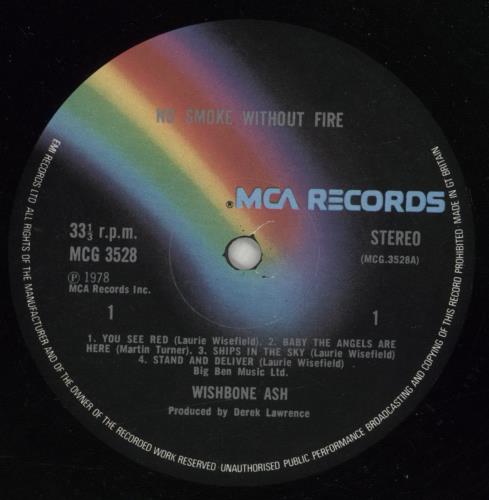 NO SMOKE WITHOUT FIRE
®MCA RECORDS
33⅓ r.p.m.
MCG 3528
STEREO
(MCG.3528A)
Ⓟ 1978
MCA Records Inc.
1
1
1. YOU SEE RED (Laurie Wisefield). 2. BABY THE ANGELS ARE
HERE (Martin Turner). 3. SHIPS IN THE SKY (Laurie Wisefield)
4. STAND AND DELIVER (Laurie Wisefield)
Big Ben Music Ltd.
WISHBONE ASH
Produced by Derek Lawrence
EMI RECORDS LTD ALL RIGHTS OF THE MANUFACTURER AND OF THE OWNER OF THE RECORDED WORK RESERVED UNAUTHORISED PUBLIC PERFORMANCE BROADCASTING AND COPYING OF THIS RECORD PROHIBITED MADE IN GT BRITAIN